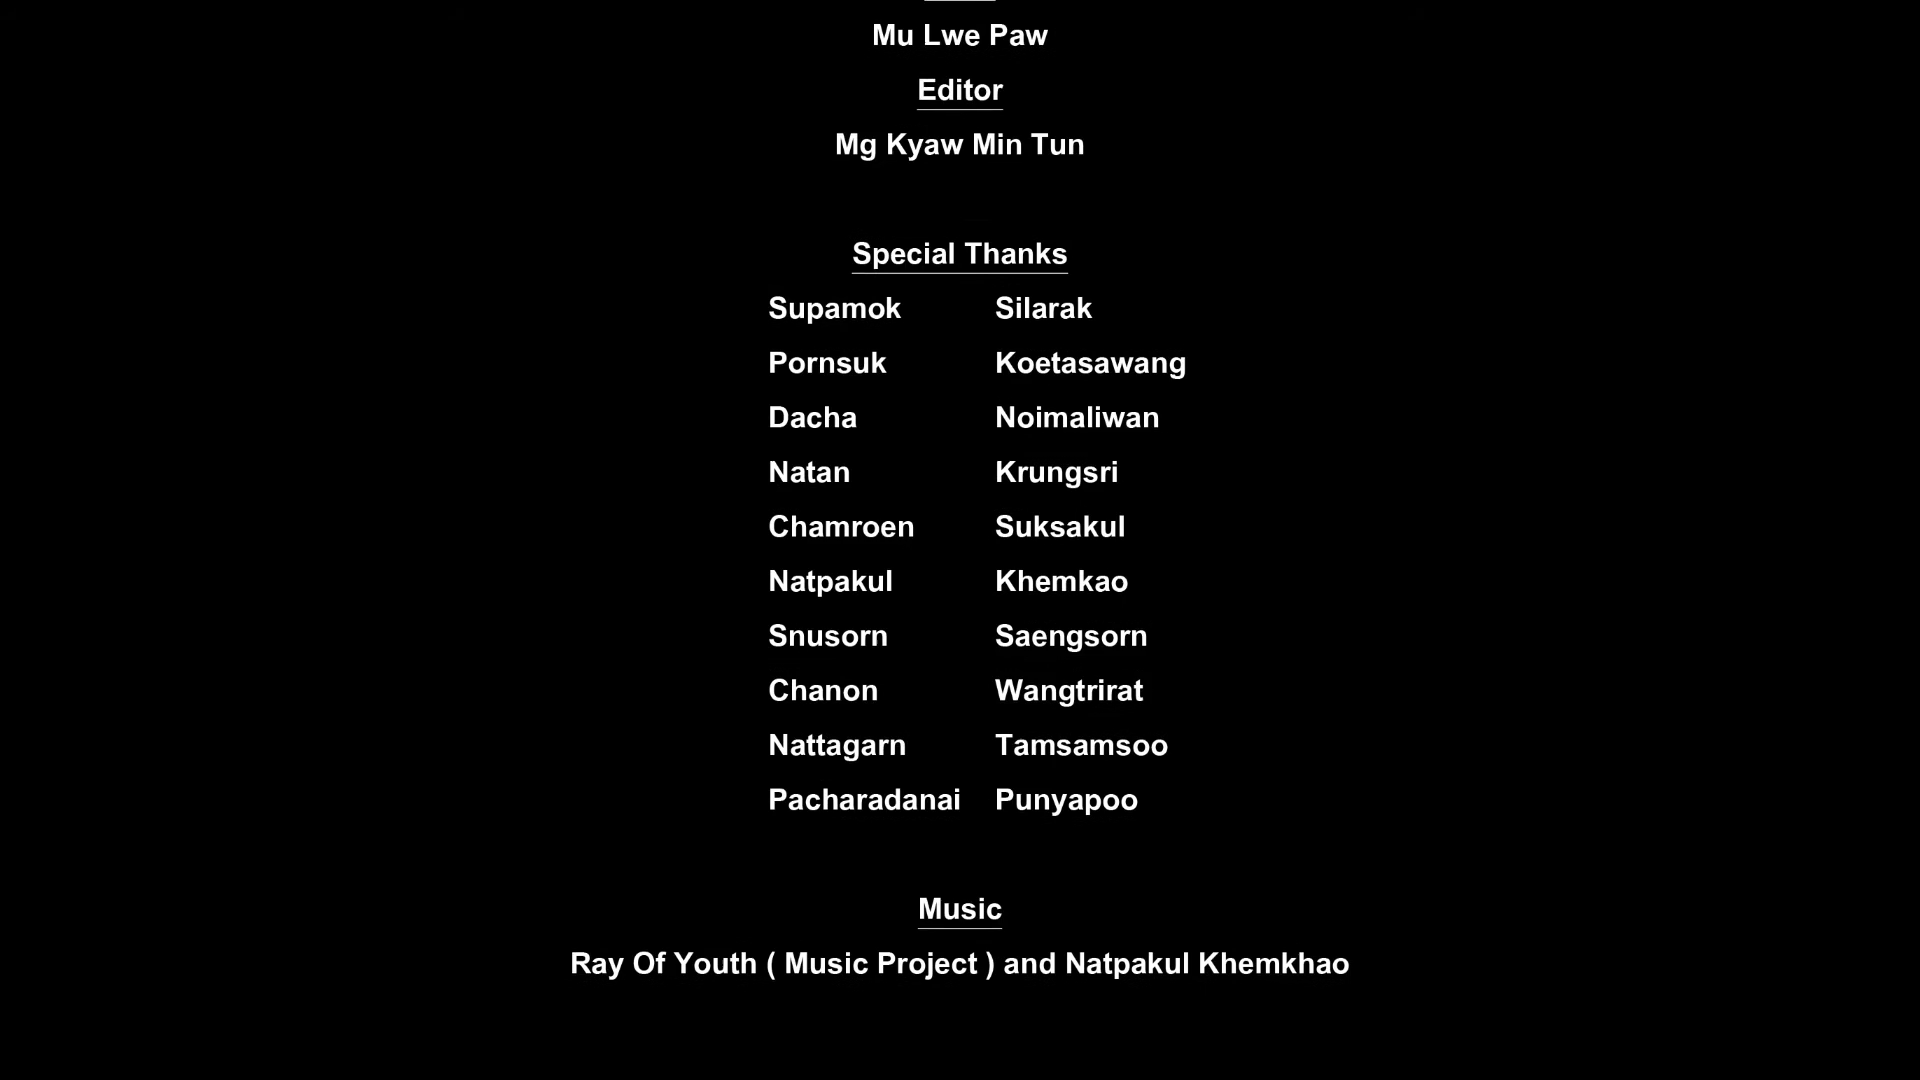 Mu Lwe Paw
Editor
Mg Kyaw Min Tun
Special Thanks
Supamok Silarak
Pornsuk Koetasawang
Dacha Noimaliwan
Natan Krungsri
Chamroen Suksakul
Natpakul Khemkao
Snusorn Saengsorn
Chanon Wangtrirat
Nattagarn Tamsamsoo
Pacharadanai Punyapoo
Music
Ray Of Youth ( Music Project ) and Natpakul Khemkhao